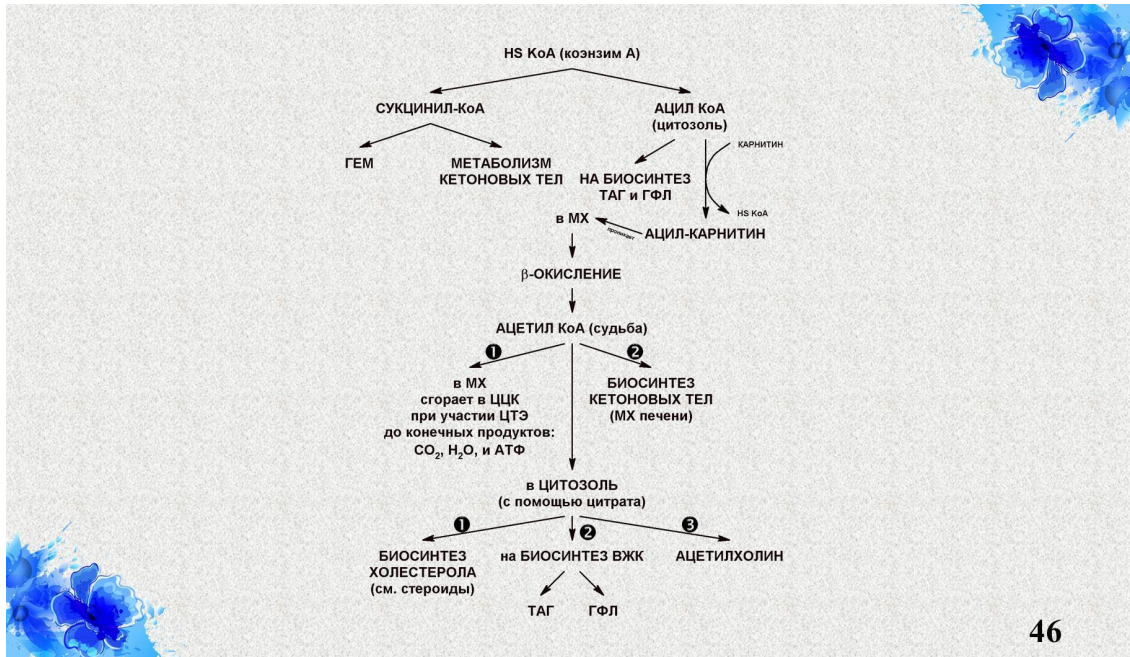 HS KoA (коэнзим А)
СУКЦИНИЛ-КоА
АЦИЛ КоА
(цитозоль)
КАРНИТИН
ГЕМ
МЕТАБОЛИЗМ
КЕТОНОВЫХ ТЕЛ
НА БИОСИНТЕЗ
ТАГ и ГФЛ
HS KoA
в МХ
проникает
АЦИЛ-КАРНИТИН
β-ОКИСЛЕНИЕ
АЦЕТИЛ КоА (судьба)
❶
❷
в МХ
сгорает в ЦЦК
при участии ЦТЭ
до конечных продуктов:
CO₂, H₂O, и АТФ
БИОСИНТЕЗ
КЕТОНОВЫХ ТЕЛ
(МХ печени)
в ЦИТОЗОЛЬ
(с помощью цитрата)
❶
❷
❸
БИОСИНТЕЗ
ХОЛЕСТЕРОЛА
(см. стероиды)
на БИОСИНТЕЗ ВЖК
АЦЕТИЛХОЛИН
ТАГ
ГФЛ
46